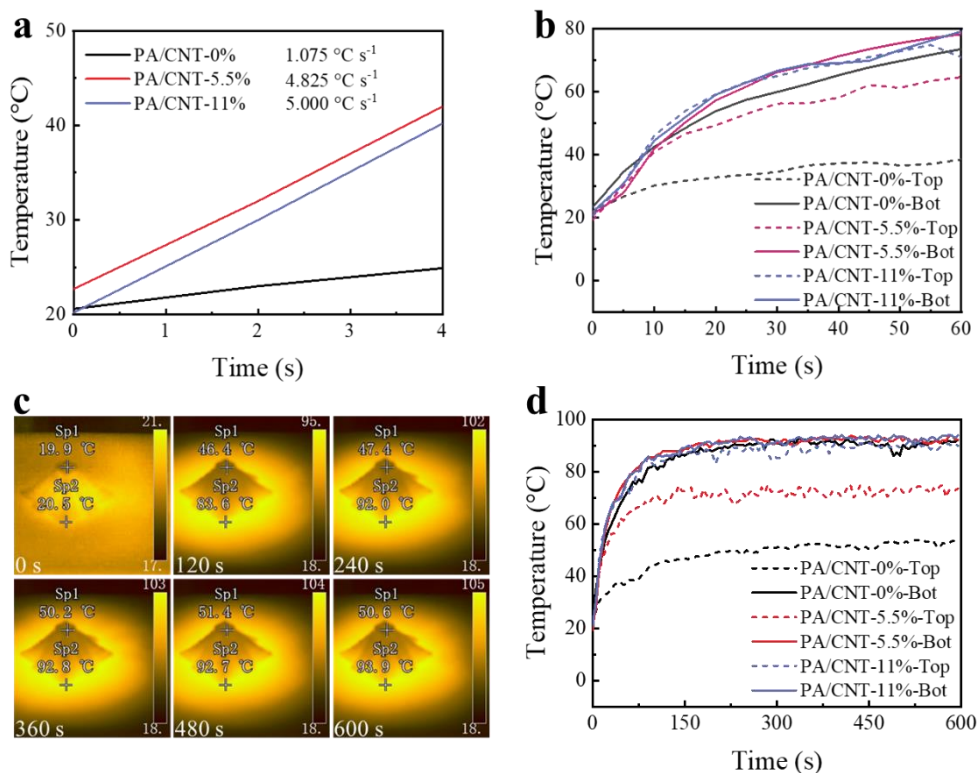 a
50
40
30
20
Temperature (°C)
PA/CNT-0% 1.075 °C s⁻¹
PA/CNT-5.5% 4.825 °C s⁻¹
PA/CNT-11% 5.000 °C s⁻¹
0 1 2 3 4
Time (s)
b
80
60
40
20
0
Temperature (°C)
PA/CNT-0%-Top
PA/CNT-0%-Bot
PA/CNT-5.5%-Top
PA/CNT-5.5%-Bot
PA/CNT-11%-Top
PA/CNT-11%-Bot
0 10 20 30 40 50 60
Time (s)
c
21.
Sp1
19.9 ℃
Sp2
20.5 ℃
0 s
17.
95.
Sp1
46.4 ℃
Sp2
83.6 ℃
120 s
18.
102
Sp1
47.4 ℃
Sp2
92.0 ℃
240 s
18.
103
Sp1
50.2 ℃
Sp2
92.8 ℃
360 s
18.
104
Sp1
51.4 ℃
Sp2
92.7 ℃
480 s
18.
105
Sp1
50.6 ℃
Sp2
93.9 ℃
600 s
18.
d
100
80
60
40
20
0
Temperature (°C)
PA/CNT-0%-Top
PA/CNT-0%-Bot
PA/CNT-5.5%-Top
PA/CNT-5.5%-Bot
PA/CNT-11%-Top
PA/CNT-11%-Bot
0 150 300 450 600
Time (s)